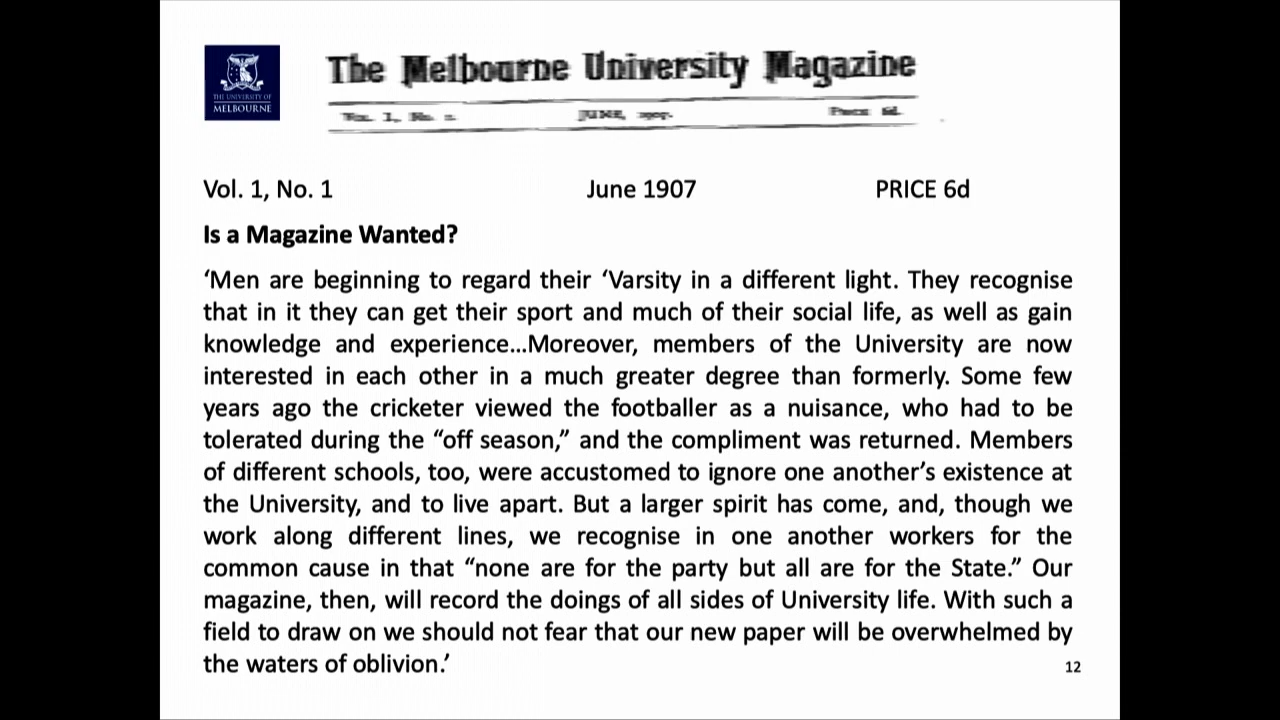 THE UNIVERSITY OF
MELBOURNE
The Melbourne University Magazine
Vol. I, No. 1. JUNE, 1907. Price 6d.
Vol. 1, No. 1 June 1907 PRICE 6d
Is a Magazine Wanted?
‘Men are beginning to regard their ‘Varsity in a different light. They recognise
that in it they can get their sport and much of their social life, as well as gain
knowledge and experience…Moreover, members of the University are now
interested in each other in a much greater degree than formerly. Some few
years ago the cricketer viewed the footballer as a nuisance, who had to be
tolerated during the “off season,” and the compliment was returned. Members
of different schools, too, were accustomed to ignore one another’s existence at
the University, and to live apart. But a larger spirit has come, and, though we
work along different lines, we recognise in one another workers for the
common cause in that “none are for the party but all are for the State.” Our
magazine, then, will record the doings of all sides of University life. With such a
field to draw on we should not fear that our new paper will be overwhelmed by
the waters of oblivion.’
12